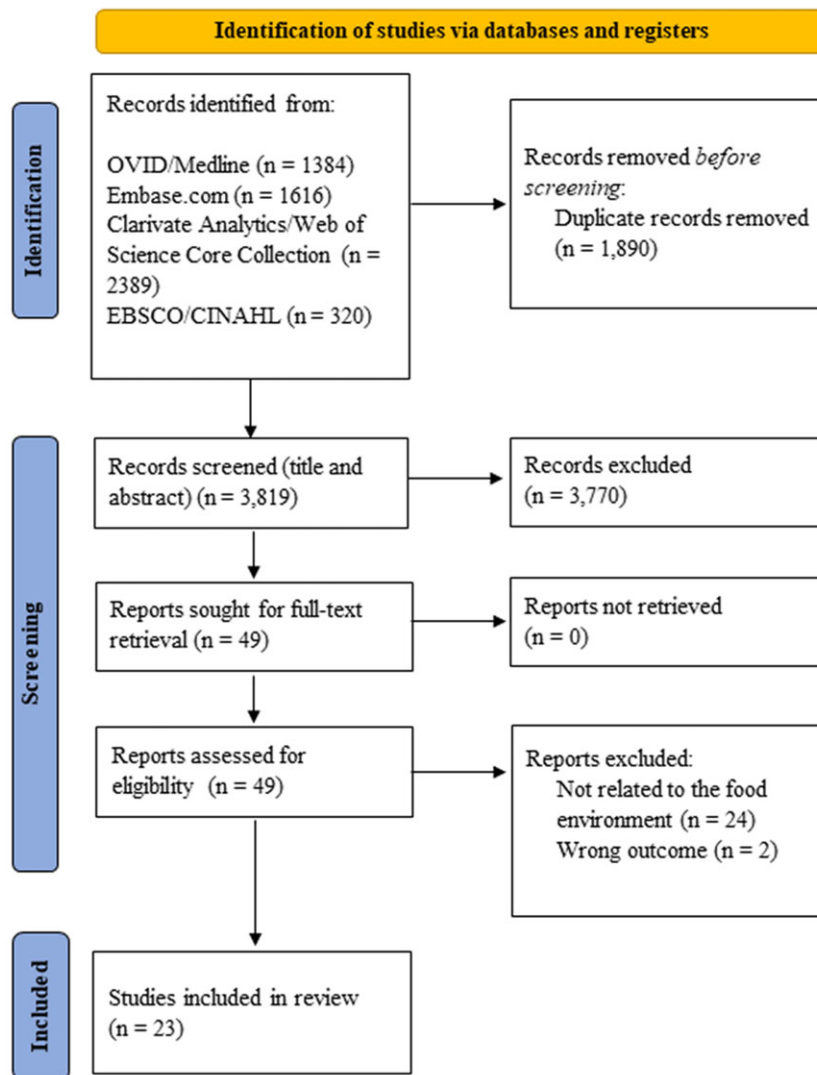 Identification of studies via databases and registers
Identification
Records identified from:
OVID/Medline (n = 1384)
Embase.com (n = 1616)
Clarivate Analytics/Web of
Science Core Collection (n =
2389)
EBSCO/CINAHL (n = 320)
Records removed before
screening:
Duplicate records removed
(n = 1,890)
Screening
Records screened (title and
abstract) (n = 3,819)
Records excluded
(n = 3,770)
Reports sought for full-text
retrieval (n = 49)
Reports not retrieved
(n = 0)
Reports assessed for
eligibility (n = 49)
Reports excluded:
Not related to the food
environment (n = 24)
Wrong outcome (n = 2)
Included
Studies included in review
(n = 23)